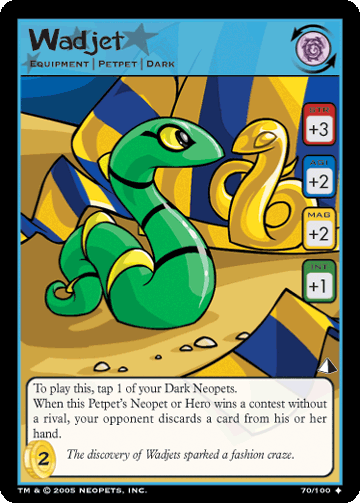 Wadjet
EQUIPMENT | PETPET | DARK
STR
+3
AGI
+2
MAG
+2
INT
+1
To play this, tap 1 of your Dark Neopets.
When this Petpet's Neopet or Hero wins a contest without
a rival, your opponent discards a card from his or her
hand.
2
The discovery of Wadjets sparked a fashion craze.
TM & © 2005 NEOPETS, INC.
70/100 ♦